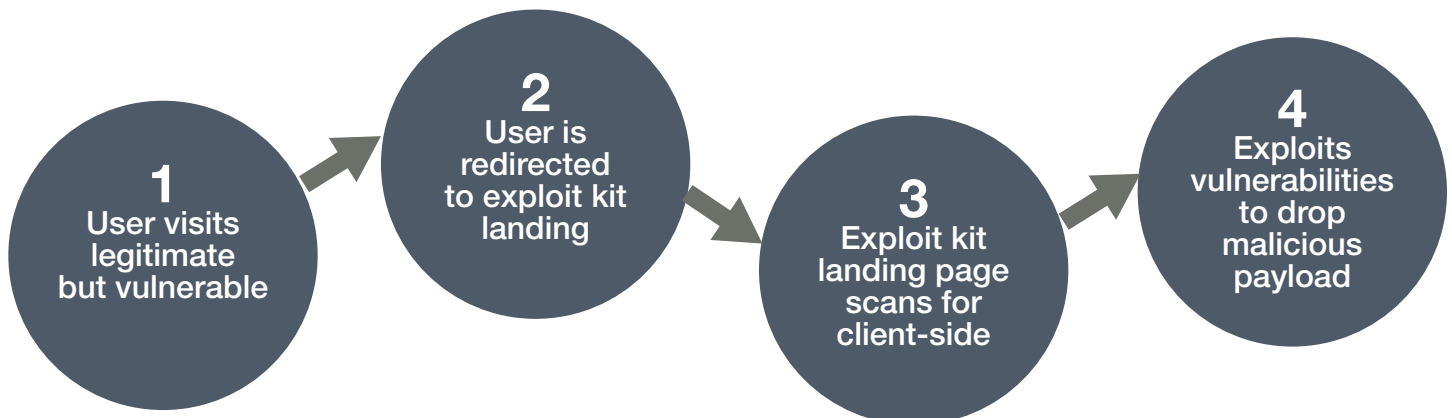 1
User visits
legitimate
but vulnerable
2
User is
redirected
to exploit kit
landing
3
Exploit kit
landing page
scans for
client-side
4
Exploits
vulnerabilities
to drop
malicious
payload